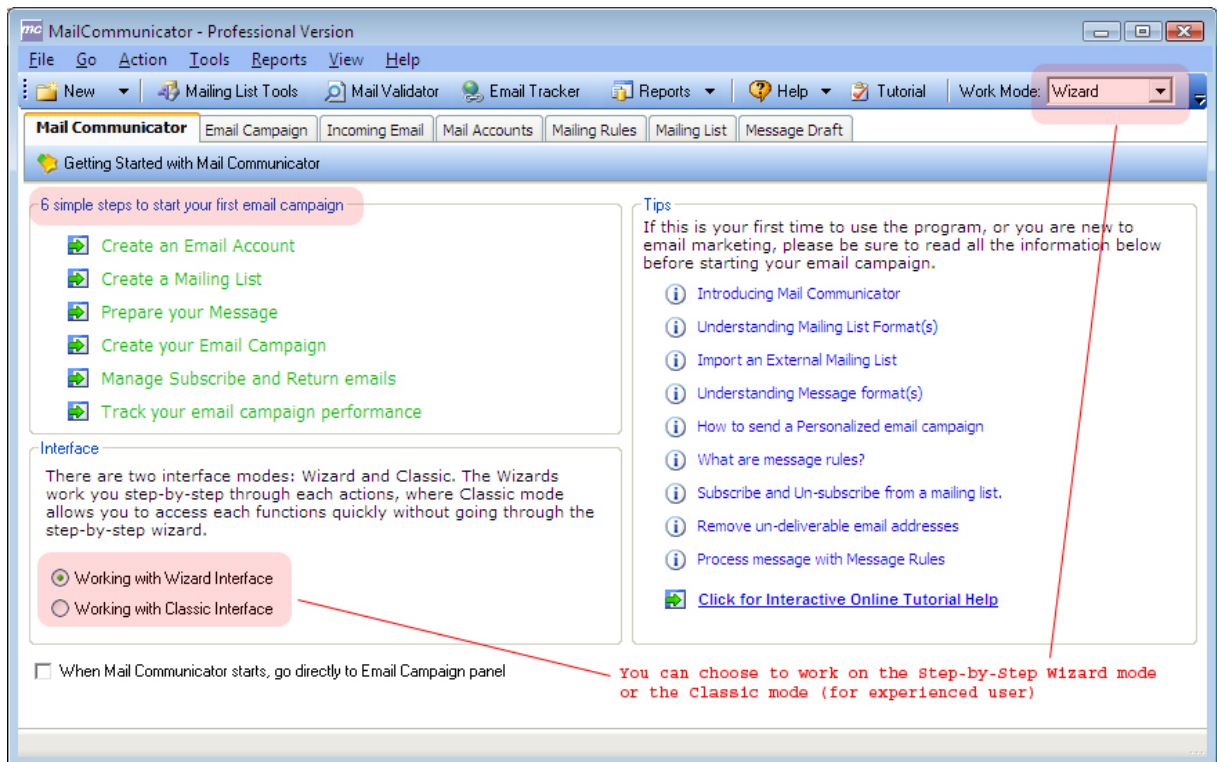 mc MailCommunicator - Professional Version
File Go Action Tools Reports View Help
New Mailing List Tools Mail Validator Email Tracker Reports Help Tutorial Work Mode: Wizard
Mail Communicator Email Campaign Incoming Email Mail Accounts Mailing Rules Mailing List Message Draft
Getting Started with Mail Communicator
6 simple steps to start your first email campaign
Create an Email Account
Create a Mailing List
Prepare your Message
Create your Email Campaign
Manage Subscribe and Return emails
Track your email campaign performance
Interface
There are two interface modes: Wizard and Classic. The Wizards
work you step-by-step through each actions, where Classic mode
allows you to access each functions quickly without going through the
step-by-step wizard.
Working with Wizard Interface
Working with Classic Interface
When Mail Communicator starts, go directly to Email Campaign panel
Tips
If this is your first time to use the program, or you are new to
email marketing, please be sure to read all the information below
before starting your email campaign.
Introducing Mail Communicator
Understanding Mailing List Format(s)
Import an External Mailing List
Understanding Message format(s)
How to send a Personalized email campaign
What are message rules?
Subscribe and Un-subscribe from a mailing list.
Remove un-deliverable email addresses
Process message with Message Rules
Click for Interactive Online Tutorial Help
You can choose to work on the Step-by-Step Wizard mode
or the Classic mode (for experienced user)